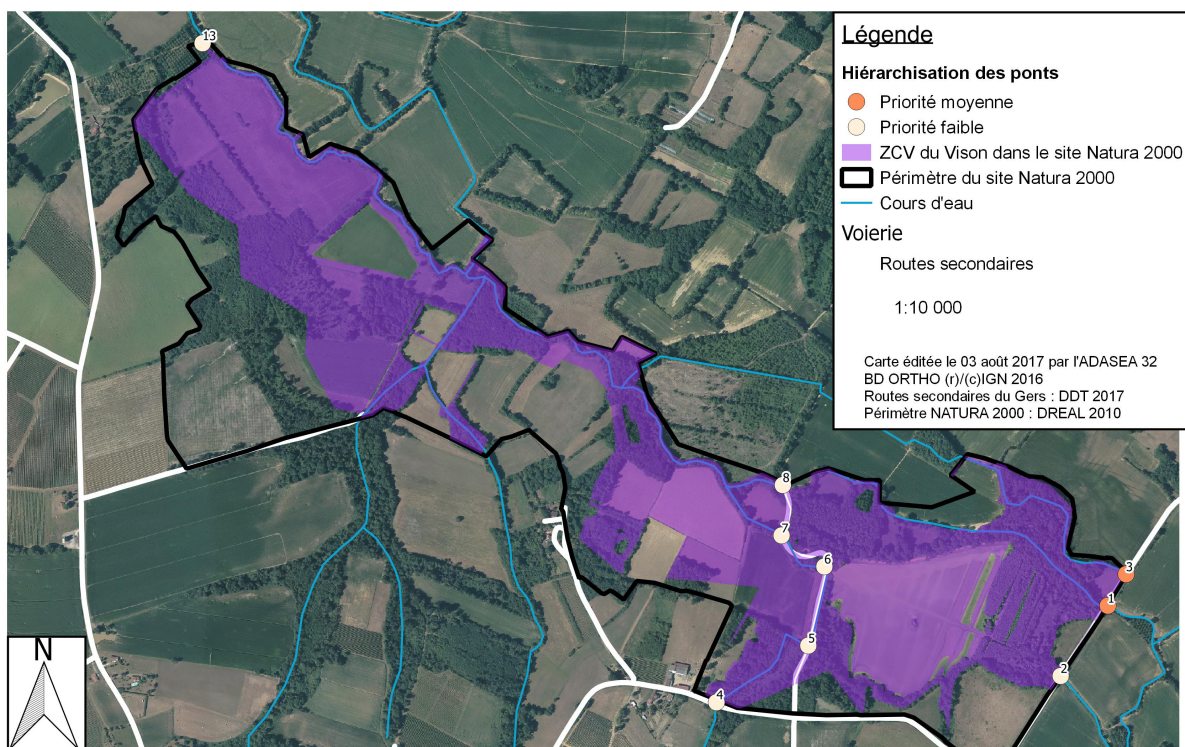 Légende
Hiérarchisation des ponts
Priorité moyenne
Priorité faible
ZCV du Vison dans le site Natura 2000
Périmètre du site Natura 2000
Cours d'eau
Voierie
Routes secondaires
1:10 000
Carte éditée le 03 août 2017 par l'ADASEA 32
BD ORTHO (r)/(c)IGN 2016
Routes secondaires du Gers : DDT 2017
Périmètre NATURA 2000 : DREAL 2010
13
8
7
6
3
1
5
2
4
N